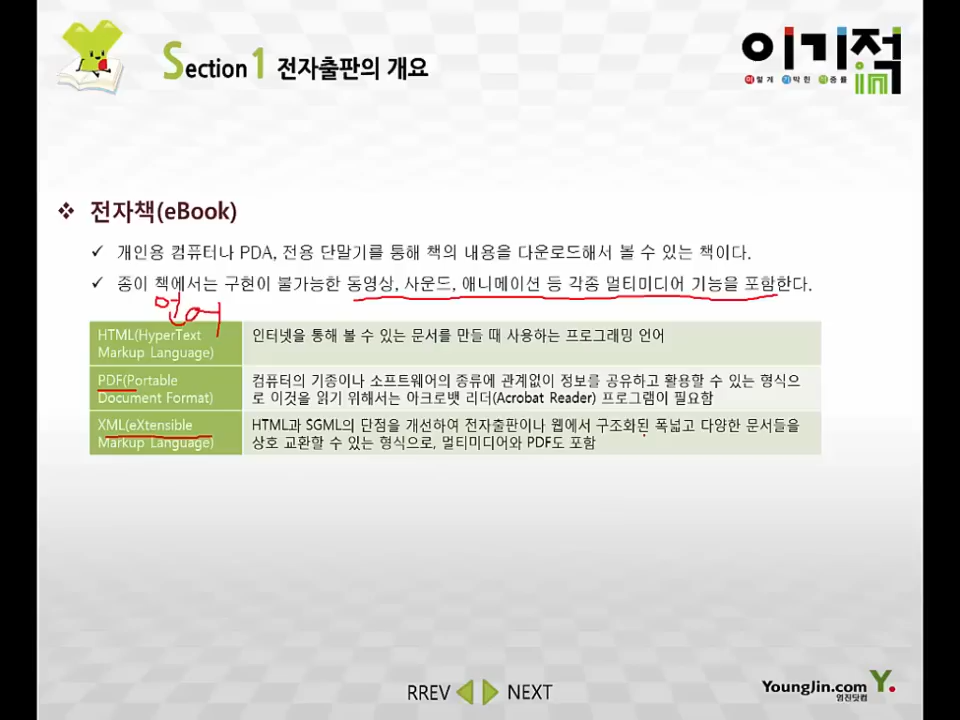 Section 1 전자출판의 개요
이기적 in
이렇게 기막힌 적중률
❖ 전자책(eBook)
✓ 개인용 컴퓨터나 PDA, 전용 단말기를 통해 책의 내용을 다운로드해서 볼 수 있는 책이다.
✓ 종이 책에서는 구현이 불가능한 동영상, 사운드, 애니메이션 등 각종 멀티미디어 기능을 포함한다.
언어
HTML(HyperText
Markup Language)
인터넷을 통해 볼 수 있는 문서를 만들 때 사용하는 프로그래밍 언어
PDF(Portable
Document Format)
컴퓨터의 기종이나 소프트웨어의 종류에 관계없이 정보를 공유하고 활용할 수 있는 형식으
로 이것을 읽기 위해서는 아크로뱃 리더(Acrobat Reader) 프로그램이 필요함
XML(eXtensible
Markup Language)
HTML과 SGML의 단점을 개선하여 전자출판이나 웹에서 구조화된 폭넓고 다양한 문서들을
상호 교환할 수 있는 형식으로, 멀티미디어와 PDF도 포함
RREV NEXT
YoungJin.com Y.
영진닷컴